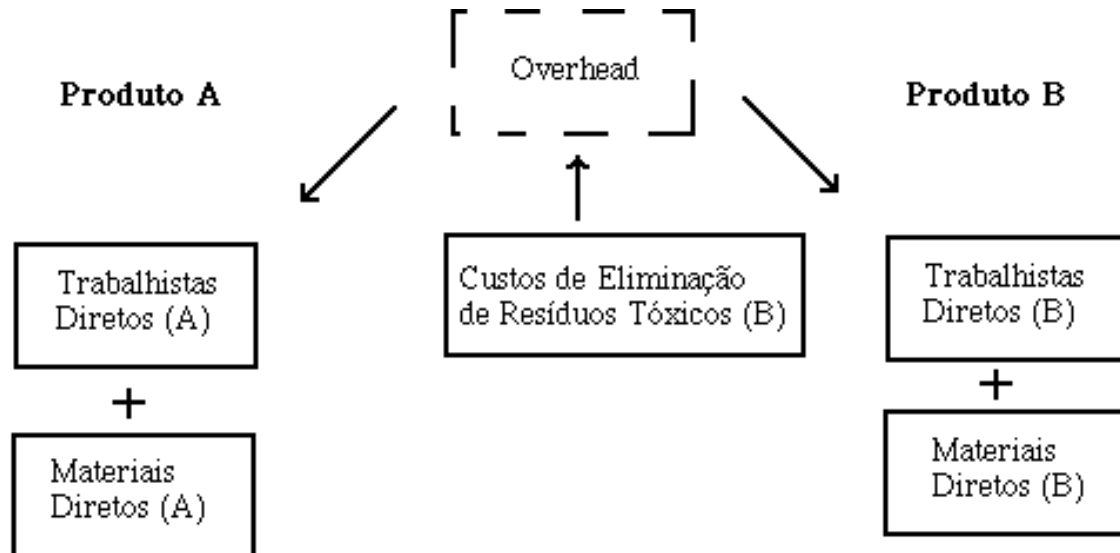 Overhead
Produto A
Produto B
Custos de Eliminação
de Resíduos Tóxicos (B)
Trabalhistas
Diretos (A)
+
Materiais
Diretos (A)
Trabalhistas
Diretos (B)
+
Materiais
Diretos (B)